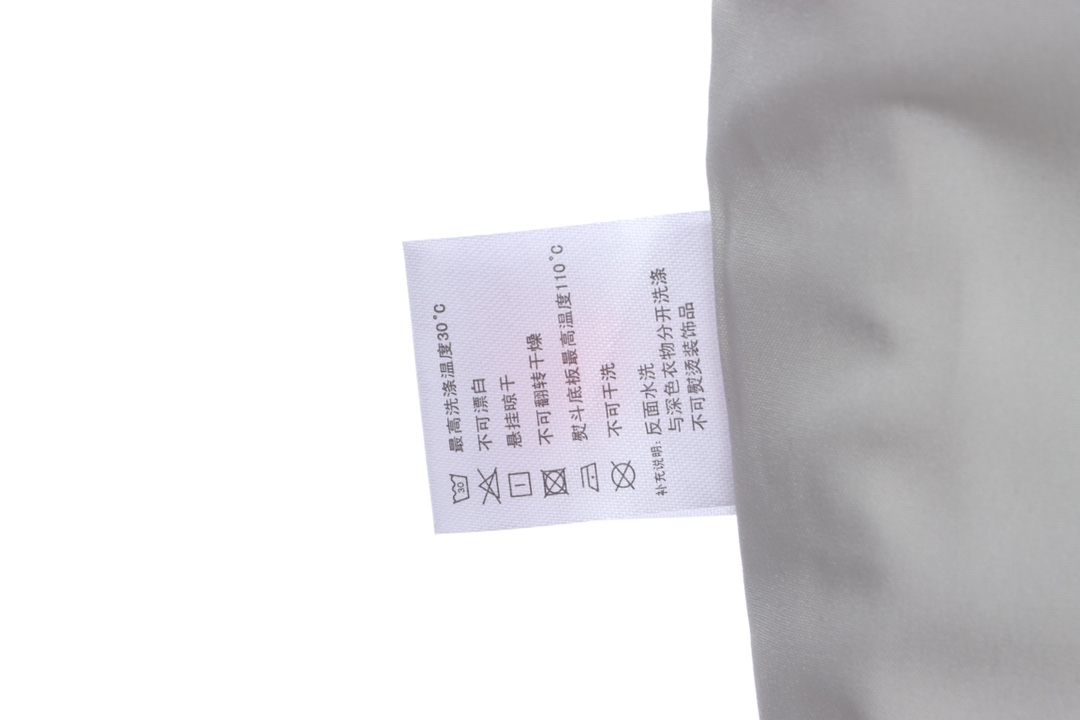 30 最高洗涤温度30℃
不可漂白
悬挂晾干
不可翻转干燥
熨斗底板最高温度110℃
不可干洗
补充说明: 反面水洗
与深色衣物分开洗涤
不可熨烫装饰品